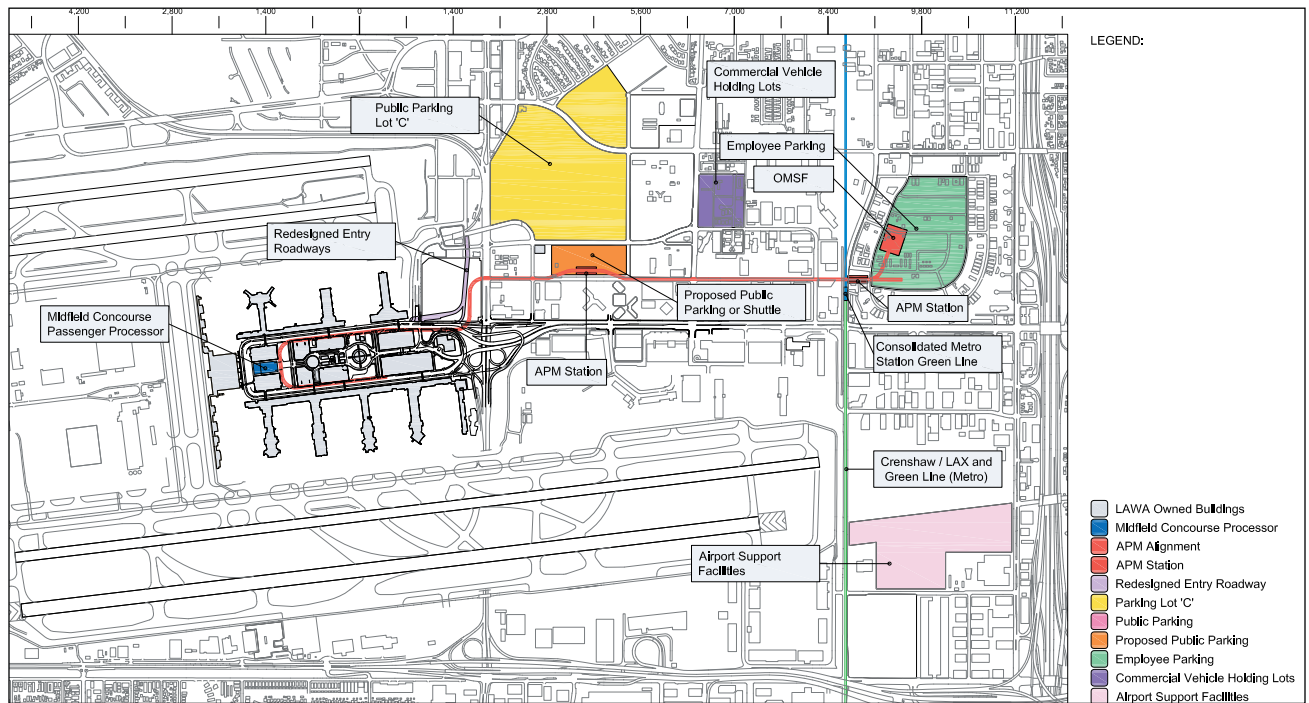 4,200 2,800 1,400 0 1,400 2,800 4,200 5,600 7,000 8,400 9,800 11,200
LEGEND:
Commercial Vehicle
Holding Lots
Public Parking
Lot 'C'
Employee Parking
OMSF
Redesigned Entry
Roadways
Proposed Public
Parking or Shuttle
APM Station
Midfield Concourse
Passenger Processor
Consolidated Metro
Station Green Line
APM Station
Crenshaw / LAX and
Green Line (Metro)
Airport Support
Facilities
LAWA Owned Buildings
Midfield Concourse Processor
APM Alignment
APM Station
Redesigned Entry Roadway
Parking Lot 'C'
Public Parking
Proposed Public Parking
Employee Parking
Commercial Vehicle Holding Lots
Airport Support Facilities